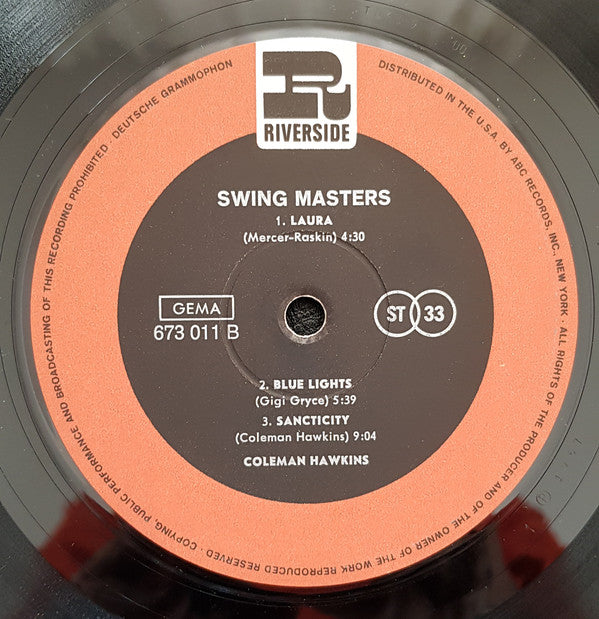 R
RIVERSIDE
SWING MASTERS
1. LAURA
(Mercer-Raskin) 4:30
GEMA
673 011 B
ST 33
2. BLUE LIGHTS
(Gigi Gryce) 5:39
3. SANCTICITY
(Coleman Hawkins) 9:04
COLEMAN HAWKINS
DISTRIBUTED IN THE U.S.A. BY ABC RECORDS, INC., NEW YORK · ALL RIGHTS OF THE PRODUCER AND OF THE OWNER OF THE WORK REPRODUCED RESERVED · COPYING, PUBLIC PERFORMANCE AND BROADCASTING OF THIS RECORDING PROHIBITED · DEUTSCHE GRAMMOPHON